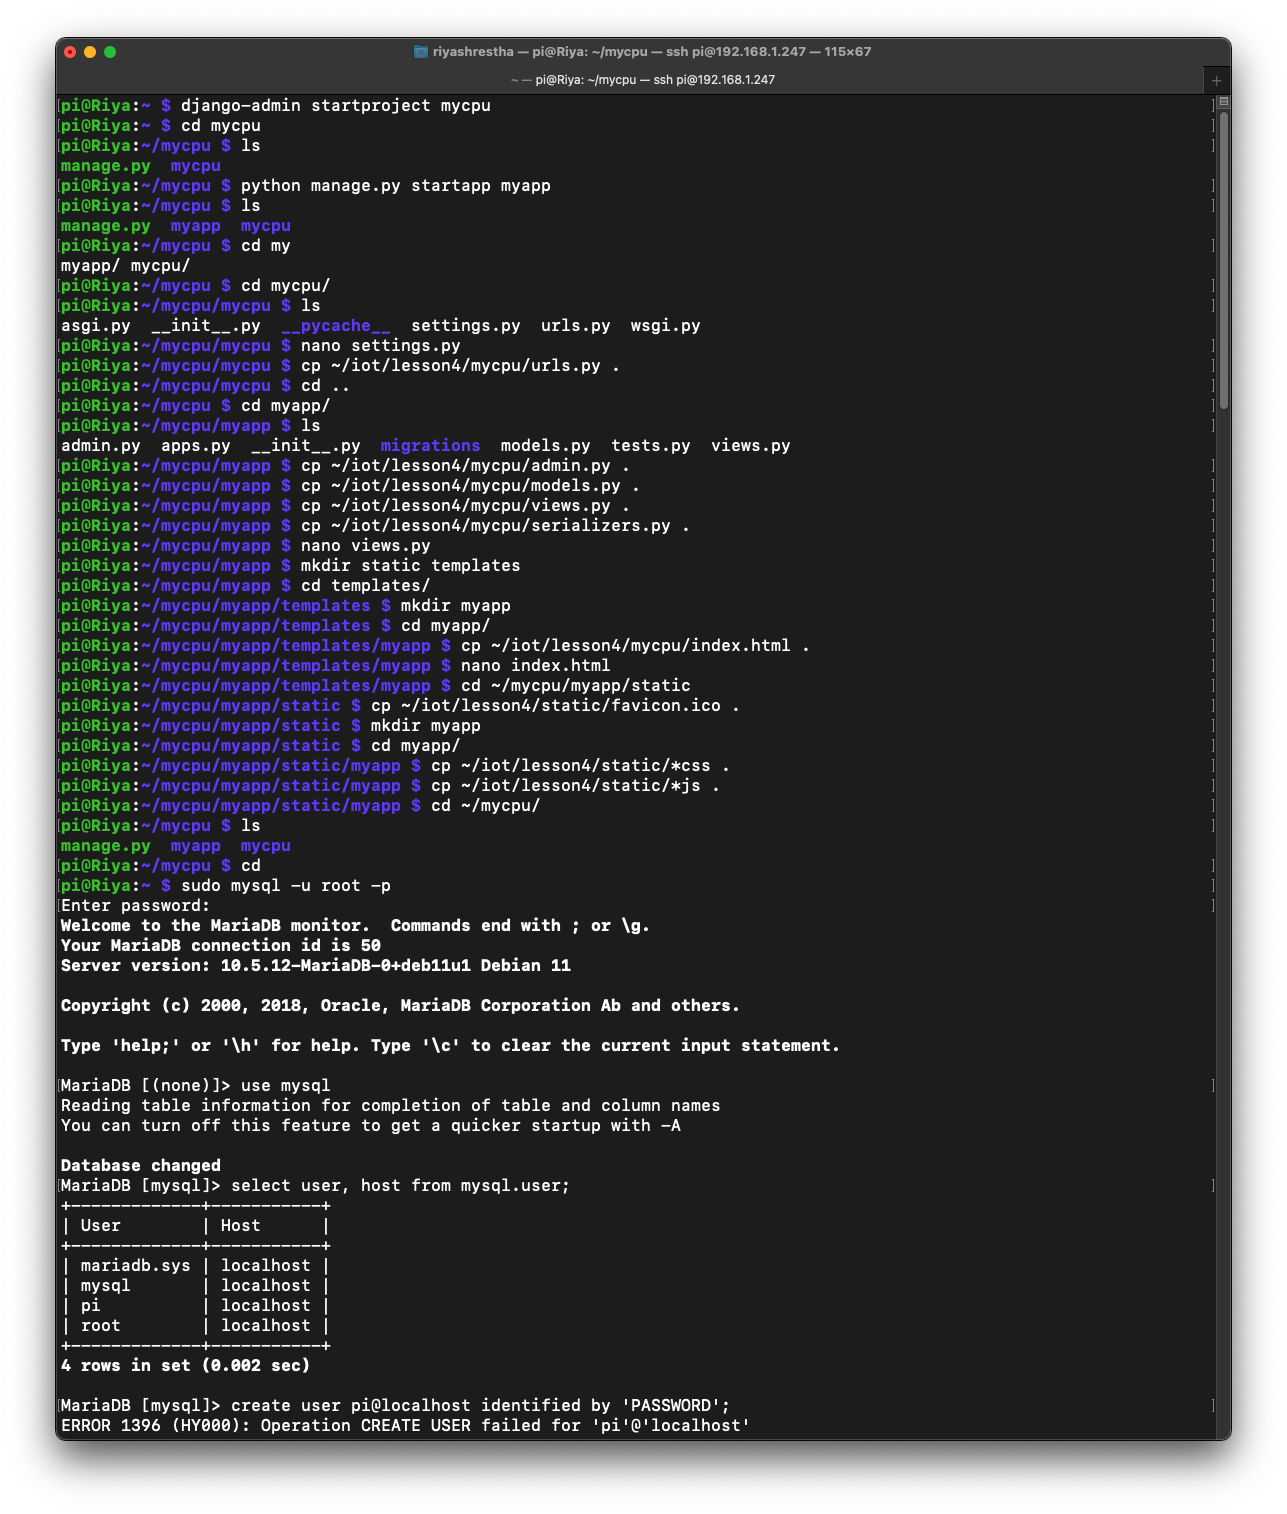 riyashrestha — pi@Riya: ~/mycpu — ssh pi@192.168.1.247 — 115×67
~ — pi@Riya: ~/mycpu — ssh pi@192.168.1.247
pi@Riya:~ $ django-admin startproject mycpu
pi@Riya:~ $ cd mycpu
pi@Riya:~/mycpu $ ls
manage.py  mycpu
pi@Riya:~/mycpu $ python manage.py startapp myapp
pi@Riya:~/mycpu $ ls
manage.py  myapp  mycpu
pi@Riya:~/mycpu $ cd my
myapp/ mycpu/
pi@Riya:~/mycpu $ cd mycpu/
pi@Riya:~/mycpu/mycpu $ ls
asgi.py  __init__.py  __pycache__  settings.py  urls.py  wsgi.py
pi@Riya:~/mycpu/mycpu $ nano settings.py
pi@Riya:~/mycpu/mycpu $ cp ~/iot/lesson4/mycpu/urls.py .
pi@Riya:~/mycpu/mycpu $ cd ..
pi@Riya:~/mycpu $ cd myapp/
pi@Riya:~/mycpu/myapp $ ls
admin.py  apps.py  __init__.py  migrations  models.py  tests.py  views.py
pi@Riya:~/mycpu/myapp $ cp ~/iot/lesson4/mycpu/admin.py .
pi@Riya:~/mycpu/myapp $ cp ~/iot/lesson4/mycpu/models.py .
pi@Riya:~/mycpu/myapp $ cp ~/iot/lesson4/mycpu/views.py .
pi@Riya:~/mycpu/myapp $ cp ~/iot/lesson4/mycpu/serializers.py .
pi@Riya:~/mycpu/myapp $ nano views.py
pi@Riya:~/mycpu/myapp $ mkdir static templates
pi@Riya:~/mycpu/myapp $ cd templates/
pi@Riya:~/mycpu/myapp/templates $ mkdir myapp
pi@Riya:~/mycpu/myapp/templates $ cd myapp/
pi@Riya:~/mycpu/myapp/templates/myapp $ cp ~/iot/lesson4/mycpu/index.html .
pi@Riya:~/mycpu/myapp/templates/myapp $ nano index.html
pi@Riya:~/mycpu/myapp/templates/myapp $ cd ~/mycpu/myapp/static
pi@Riya:~/mycpu/myapp/static $ cp ~/iot/lesson4/static/favicon.ico .
pi@Riya:~/mycpu/myapp/static $ mkdir myapp
pi@Riya:~/mycpu/myapp/static $ cd myapp/
pi@Riya:~/mycpu/myapp/static/myapp $ cp ~/iot/lesson4/static/*css .
pi@Riya:~/mycpu/myapp/static/myapp $ cp ~/iot/lesson4/static/*js .
pi@Riya:~/mycpu/myapp/static/myapp $ cd ~/mycpu/
pi@Riya:~/mycpu $ ls
manage.py  myapp  mycpu
pi@Riya:~/mycpu $ cd
pi@Riya:~ $ sudo mysql -u root -p
Enter password:
Welcome to the MariaDB monitor.  Commands end with ; or \g.
Your MariaDB connection id is 50
Server version: 10.5.12-MariaDB-0+deb11u1 Debian 11
Copyright (c) 2000, 2018, Oracle, MariaDB Corporation Ab and others.
Type 'help;' or '\h' for help. Type '\c' to clear the current input statement.
MariaDB [(none)]> use mysql
Reading table information for completion of table and column names
You can turn off this feature to get a quicker startup with -A
Database changed
MariaDB [mysql]> select user, host from mysql.user;
+-------------+-----------+
| User        | Host      |
+-------------+-----------+
| mariadb.sys | localhost |
| mysql       | localhost |
| pi          | localhost |
| root        | localhost |
+-------------+-----------+
4 rows in set (0.002 sec)
MariaDB [mysql]> create user pi@localhost identified by 'PASSWORD';
ERROR 1396 (HY000): Operation CREATE USER failed for 'pi'@'localhost'